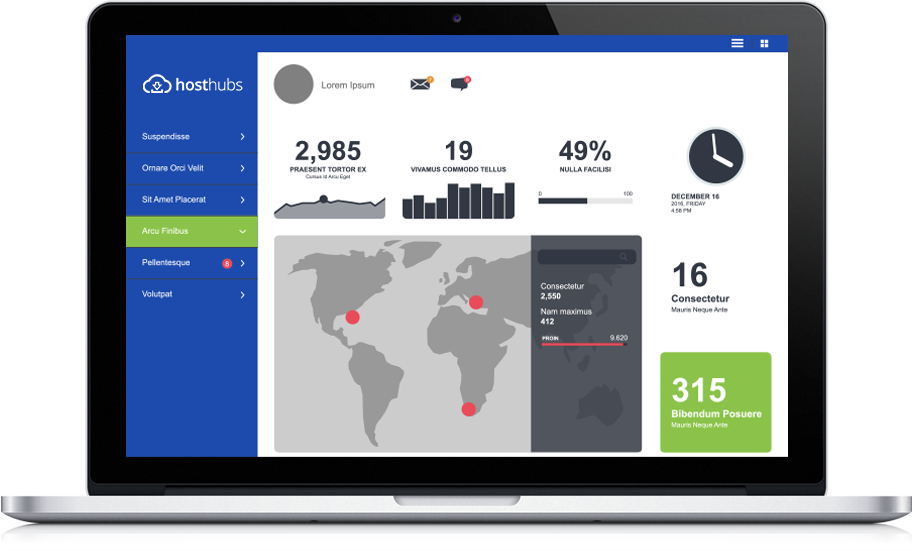 hosthubs
Suspendisse
Ornare Orci Velit
Sit Amet Placerat
Arcu Finibus
Pellentesque 8
Volutpat
Lorem Ipsum
2,985
PRAESENT TORTOR EX
Cursus Id Arcu Eget
19
VIVAMUS COMMODO TELLUS
49%
NULLA FACILISI
0 100
DECEMBER 16
2016, FRIDAY
4:58 PM
Consectetur
2,550
Nam maximus
412
PROIN 9.620
16
Consectetur
Mauris Neque Ante
315
Bibendum Posuere
Mauris Neque Ante